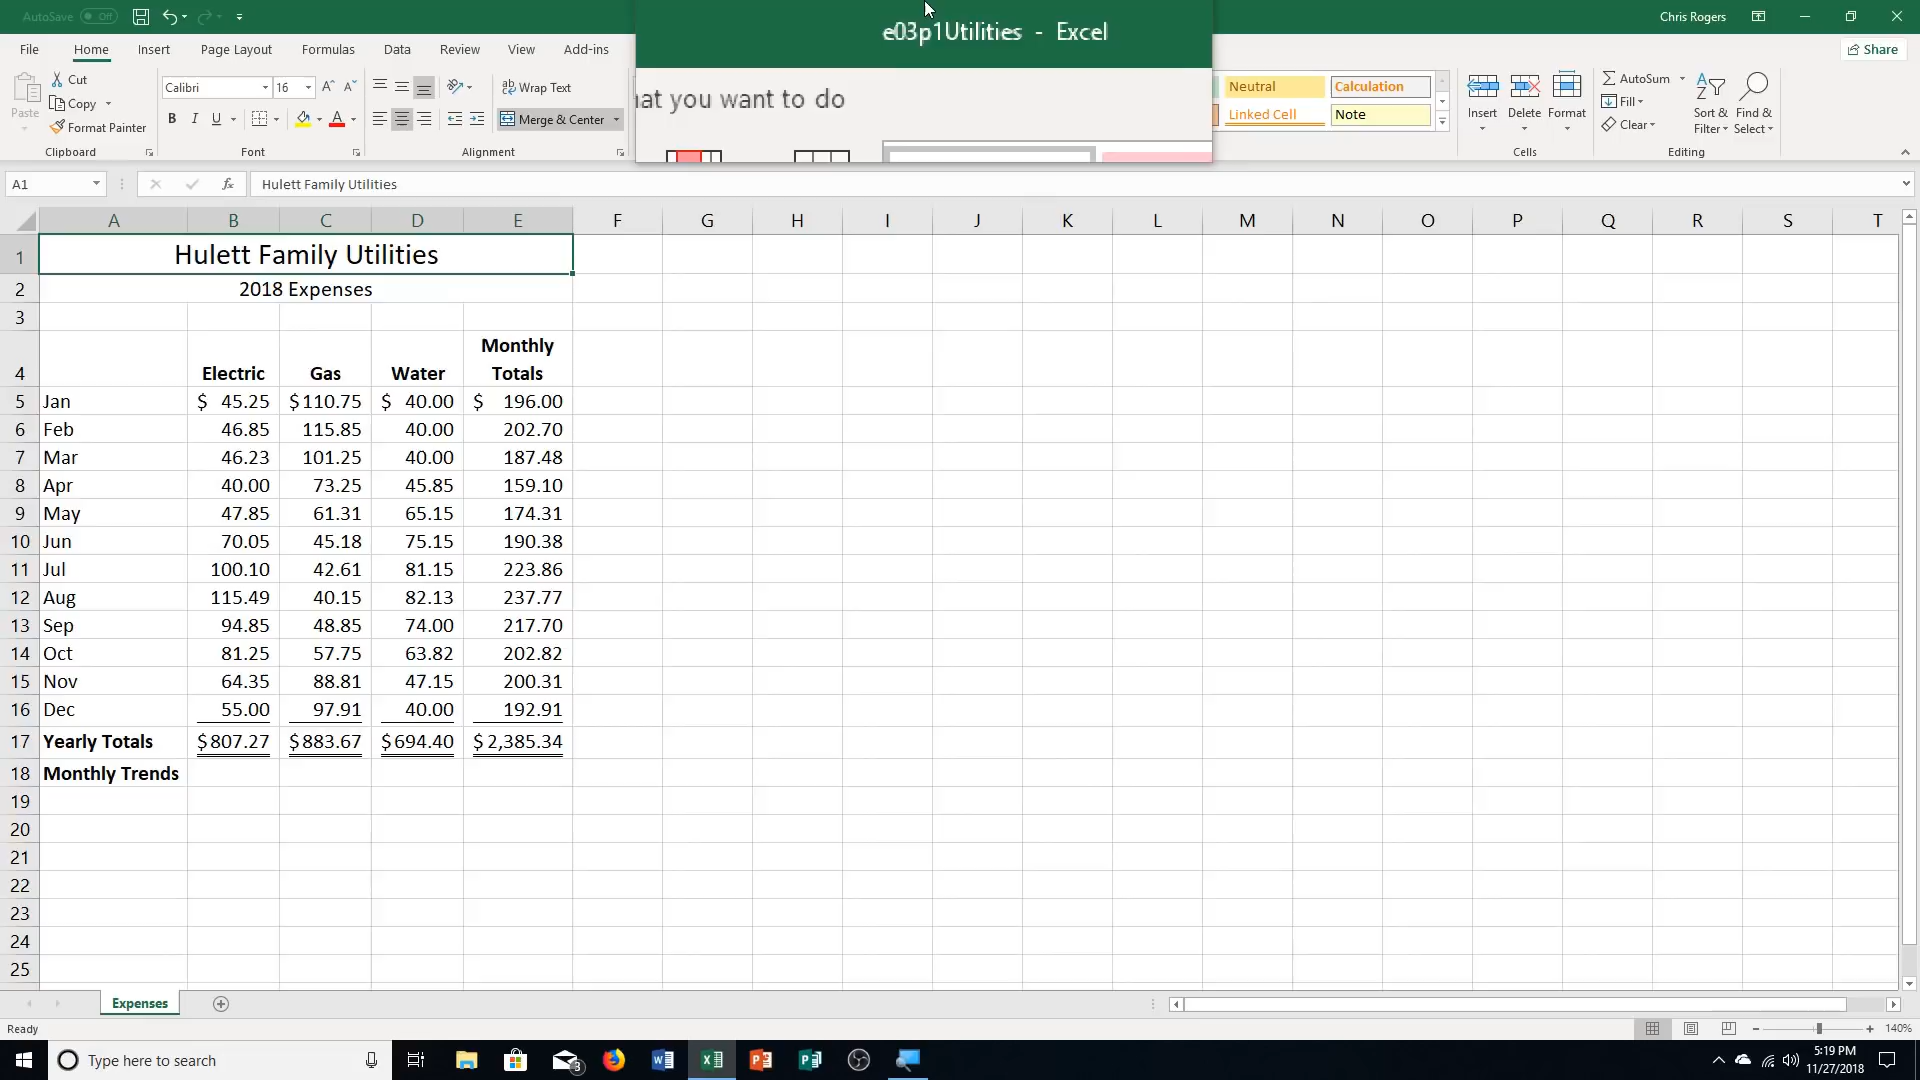 AutoSave Off
Chris Rogers
e03p1Utilities - Excel
File Home Insert Page Layout Formulas Data Review View Add-ins
Share
at you want to do
Paste
Cut
Copy
Format Painter
Clipboard
Calibri 16
B I U
Font
Wrap Text
Merge & Center
Alignment
Neutral Calculation
Linked Cell Note
Insert Delete Format
Cells
AutoSum
Fill
Clear
Sort & Filter
Find & Select
Editing
A1 fx Hulett Family Utilities
A B C D E F G H I J K L M N O P Q R S T
1 Hulett Family Utilities
2 2018 Expenses
3
4 Electric Gas Water Monthly Totals
5 Jan $ 45.25 $110.75 $ 40.00 $ 196.00
6 Feb 46.85 115.85 40.00 202.70
7 Mar 46.23 101.25 40.00 187.48
8 Apr 40.00 73.25 45.85 159.10
9 May 47.85 61.31 65.15 174.31
10 Jun 70.05 45.18 75.15 190.38
11 Jul 100.10 42.61 81.15 223.86
12 Aug 115.49 40.15 82.13 237.77
13 Sep 94.85 48.85 74.00 217.70
14 Oct 81.25 57.75 63.82 202.82
15 Nov 64.35 88.81 47.15 200.31
16 Dec 55.00 97.91 40.00 192.91
17 Yearly Totals $807.27 $883.67 $694.40 $2,385.34
18 Monthly Trends
19
20
21
22
23
24
25
Expenses
Ready
140%
Type here to search
3
5:19 PM
11/27/2018